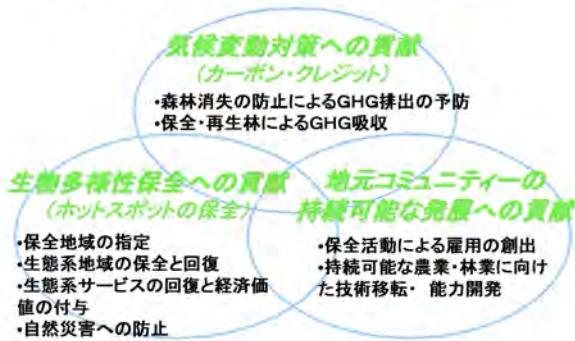 気候変動対策への貢献
(カーボン・クレジット)
・森林消失の防止によるGHG排出の予防
・保全・再生林によるGHG吸収
生物多様性保全への貢献
(ホットスポットの保全)
・保全地域の指定
・生態系地域の保全と回復
・生態系サービスの回復と経済価
値の付与
・自然災害への防止
地元コミュニティーの
持続可能な発展への貢献
・保全活動による雇用の創出
・持続可能な農業・林業に向け
た技術移転・ 能力開発